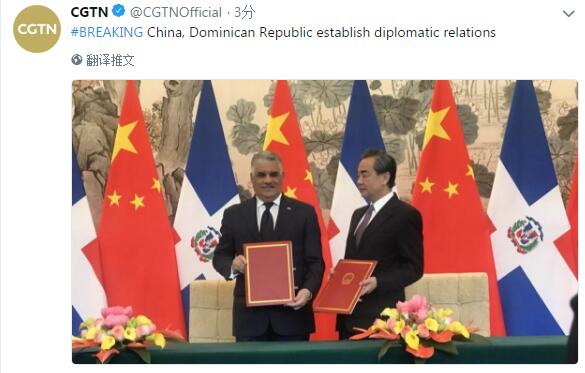 CGTN
CGTN @CGTNOfficial · 3分
#BREAKING China, Dominican Republic establish diplomatic relations
翻译推文